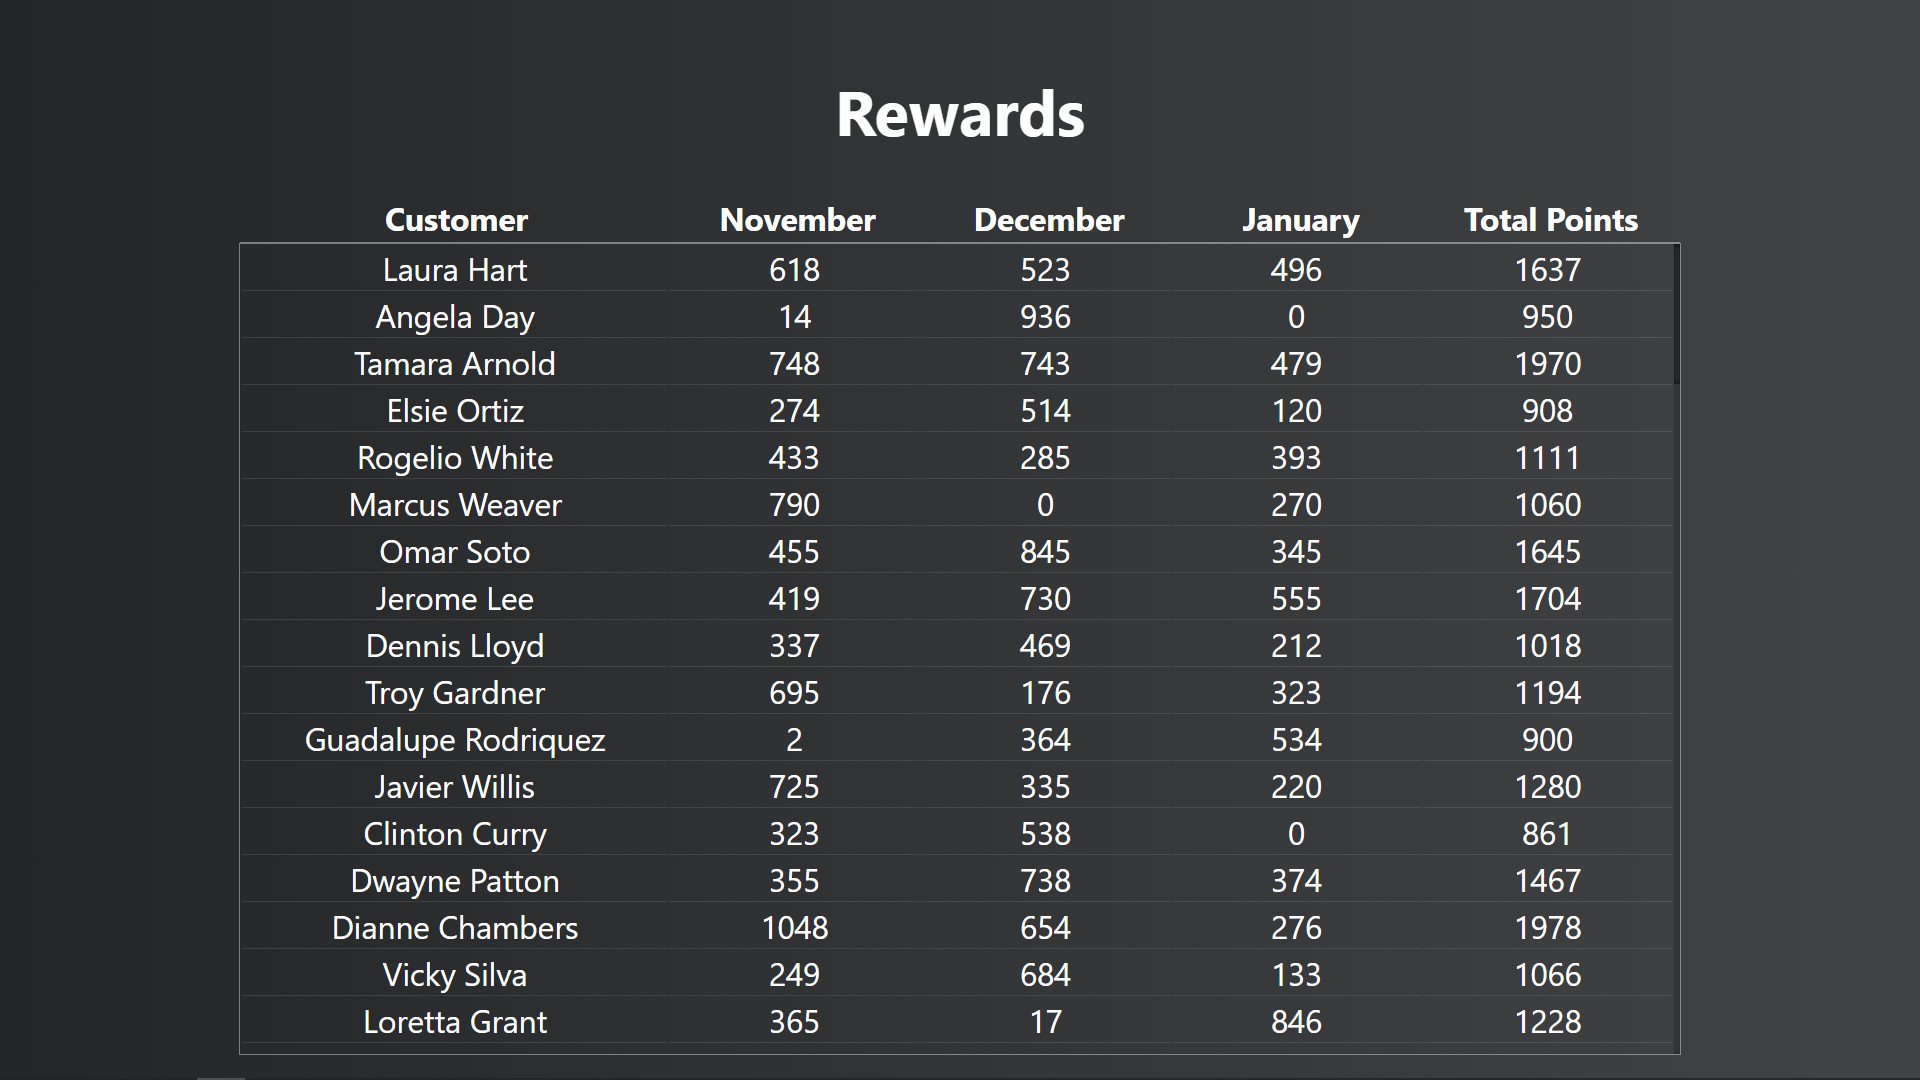 Rewards
Customer November December January Total Points
Laura Hart 618 523 496 1637
Angela Day 14 936 0 950
Tamara Arnold 748 743 479 1970
Elsie Ortiz 274 514 120 908
Rogelio White 433 285 393 1111
Marcus Weaver 790 0 270 1060
Omar Soto 455 845 345 1645
Jerome Lee 419 730 555 1704
Dennis Lloyd 337 469 212 1018
Troy Gardner 695 176 323 1194
Guadalupe Rodriquez 2 364 534 900
Javier Willis 725 335 220 1280
Clinton Curry 323 538 0 861
Dwayne Patton 355 738 374 1467
Dianne Chambers 1048 654 276 1978
Vicky Silva 249 684 133 1066
Loretta Grant 365 17 846 1228